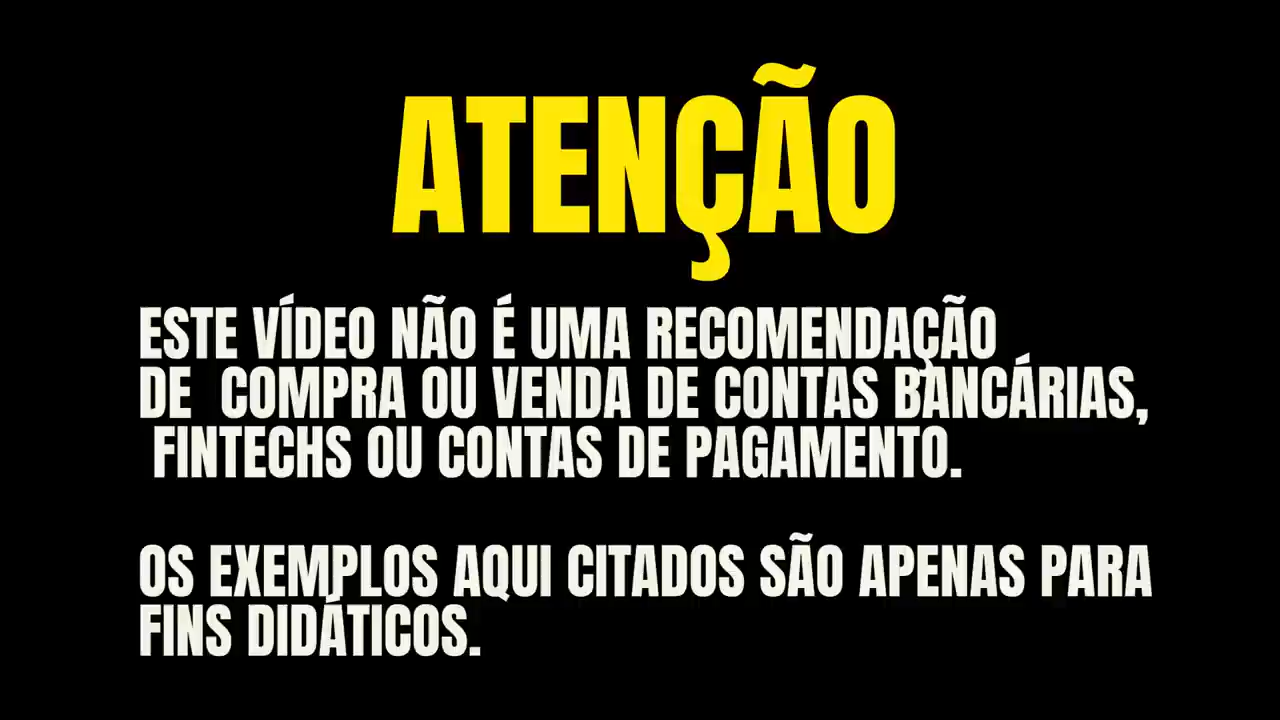 ATENÇÃO
ESTE VÍDEO NÃO É UMA RECOMENDAÇÃO
DE COMPRA OU VENDA DE CONTAS BANCÁRIAS,
FINTECHS OU CONTAS DE PAGAMENTO.
OS EXEMPLOS AQUI CITADOS SÃO APENAS PARA
FINS DIDÁTICOS.